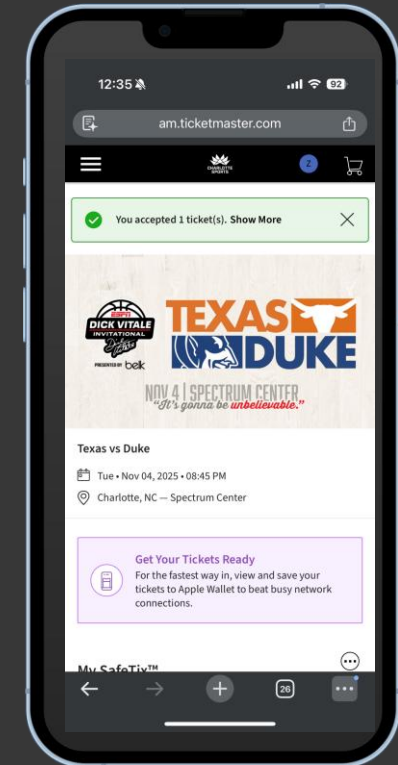 12:35
92
am.ticketmaster.com
CHARLOTTE
SPORTS
Z
You accepted 1 ticket(s). Show More
ESPN
DICK VITALE
INVITATIONAL
PRESENTED BY belk
TEXAS
DUKE
NOV 4 | SPECTRUM CENTER
"It's gonna be unbelievable."
Texas vs Duke
Tue • Nov 04, 2025 • 08:45 PM
Charlotte, NC — Spectrum Center
Get Your Tickets Ready
For the fastest way in, view and save your
tickets to Apple Wallet to beat busy network
connections.
My SafeTix™
26